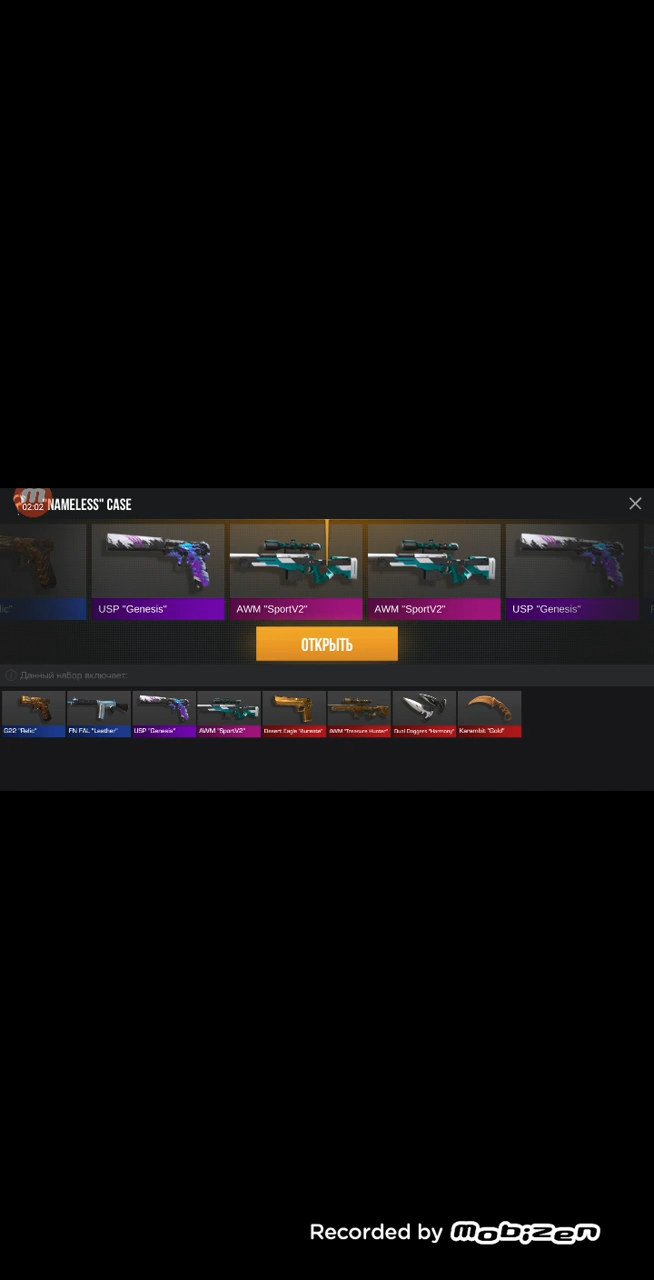 02:02
"NAMELESS" CASE
USP "Genesis"
AWM "SportV2"
AWM "SportV2"
USP "Genesis"
ОТКРЫТЬ
Данный набор включает:
G22 "Relic"
FN FAL "Leather"
USP "Genesis"
AWM "SportV2"
Desert Eagle
AWM "Treasure Hunter"
Dual Daggers "Harmony"
Karambit "Gold"
Recorded by mobizen